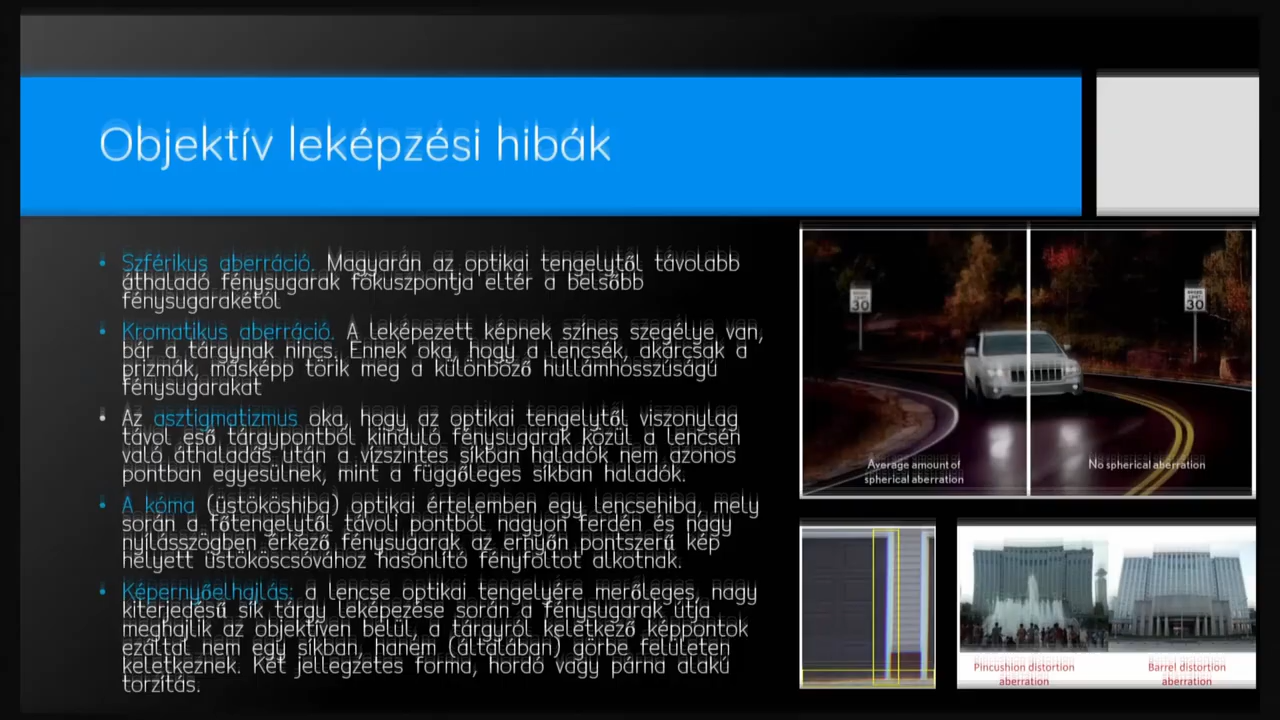 Objektív leképzési hibák
• Szférikus aberráció. Magyarán az optikai tengelytől távolabb
áthaladó fénysugarak fókuszpontja eltér a belsőbb
fénysugarakétól
• Kromatikus aberráció. A leképezett képnek színes szegélye van,
bár a tárgynak nincs. Ennek oka, hogy a lencsék, akárcsak a
prizmák, másképp törik meg a különböző hullámhosszúságú
fénysugarakat
• Az asztigmatizmus oka, hogy az optikai tengelytől viszonylag
távol eső tárgypontból kiinduló fénysugarak közül a lencsén
való áthaladás után a vízszintes síkban haladók nem azonos
pontban egyesülnek, mint a függőleges síkban haladók.
• A kóma (üstököshiba) optikai értelemben egy lencsehiba, mely
során a főtengelytől távoli pontból nagyon ferdén és nagy
nyílásszögben érkező fénysugarak az ernyőn pontszerű kép
helyett üstököscsóvához hasonlító fényfoltot alkotnak.
• Képernyőelhajlás: a lencse optikai tengelyére merőleges, nagy
kiterjedésű sík tárgy leképezése során a fénysugarak útja
meghajlik az objektíven belül, a tárgyról keletkező képpontok
ezáltal nem egy síkban, hanem (általában) görbe felületen
keletkeznek. Két jellegzetes forma, hordó vagy párna alakú
torzítás.
30
30
Average amount of
spherical aberration
No spherical aberration
Pincushion distortion
aberration
Barrel distortion
aberration